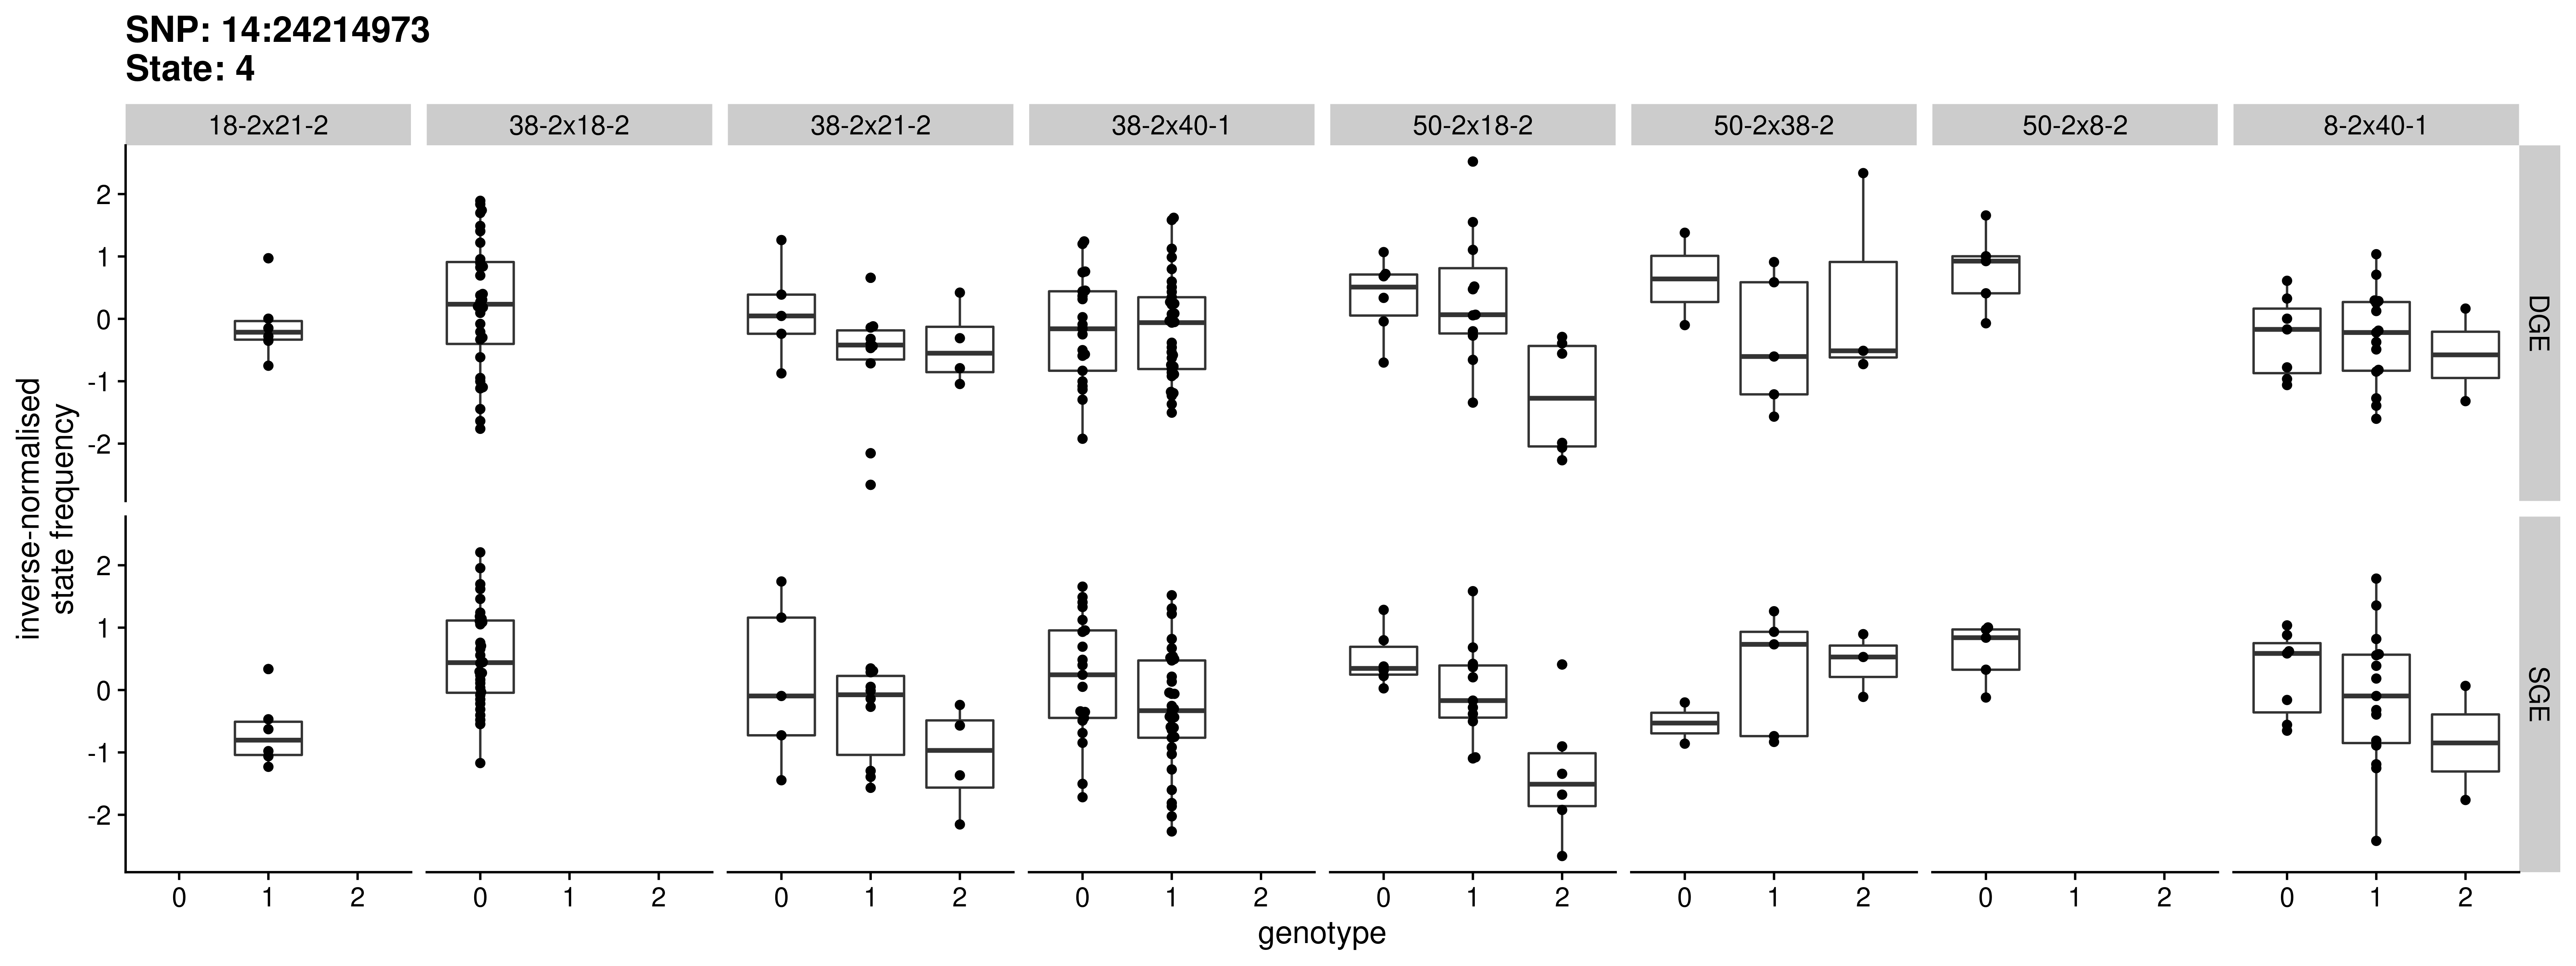 SNP: 14:24214973
State: 4
18-2x21-2 38-2x18-2 38-2x21-2 38-2x40-1 50-2x18-2 50-2x38-2 50-2x8-2 8-2x40-1
2
1
0
-1
-2
DGE
2
1
0
-1
-2
SGE
inverse-normalised
state frequency
0 1 2 0 1 2 0 1 2 0 1 2 0 1 2 0 1 2 0 1 2 0 1 2
genotype